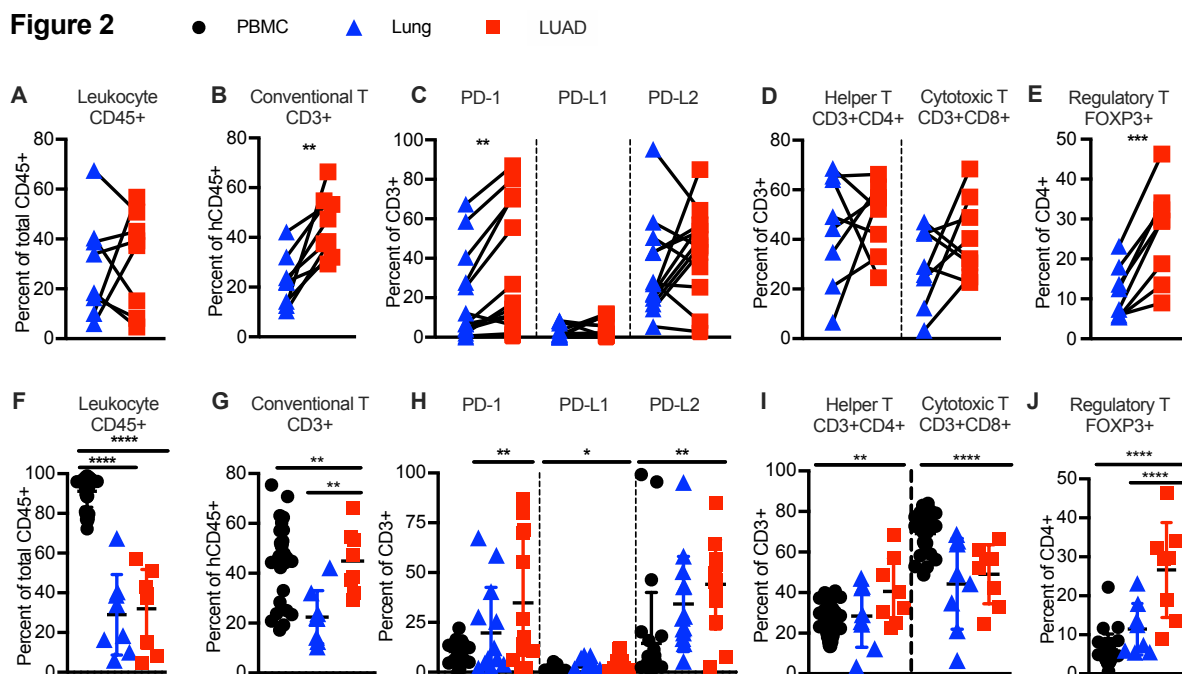 Figure 2
PBMC
Lung
LUAD
A
Leukocyte
CD45+
Percent of total CD45+
80
60
40
20
0
B
Conventional T
CD3+
**
Percent of hCD45+
80
60
40
20
0
C
PD-1
PD-L1
PD-L2
**
Percent of CD3+
100
80
60
40
20
0
D
Helper T
CD3+CD4+
Cytotoxic T
CD3+CD8+
Percent of CD3+
80
60
40
20
0
E
Regulatory T
FOXP3+
***
Percent of CD4+
50
40
30
20
10
0
F
Leukocyte
CD45+
****
****
Percent of total CD45+
100
80
60
40
20
0
G
Conventional T
CD3+
**
**
Percent of hCD45+
80
60
40
20
0
H
PD-1
PD-L1
PD-L2
**
*
**
Percent of CD3+
100
80
60
40
20
0
I
Helper T
CD3+CD4+
Cytotoxic T
CD3+CD8+
**
****
Percent of CD3+
100
80
60
40
20
0
J
Regulatory T
FOXP3+
****
****
Percent of CD4+
50
40
30
20
10
0